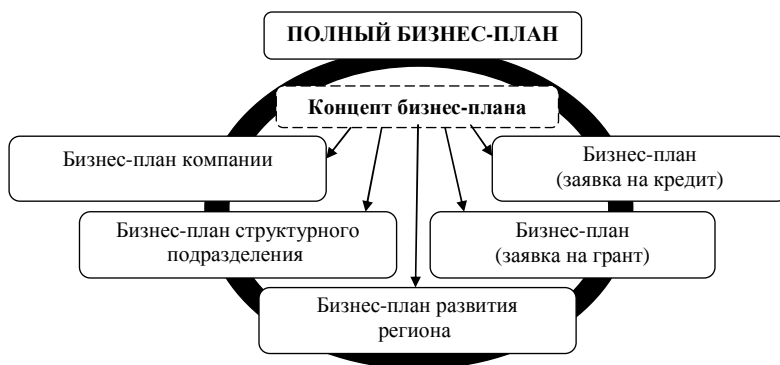 ПОЛНЫЙ БИЗНЕС-ПЛАН
Концепт бизнес-плана
Бизнес-план компании
Бизнес-план
(заявка на кредит)
Бизнес-план структурного
подразделения
Бизнес-план
(заявка на грант)
Бизнес-план развития
региона